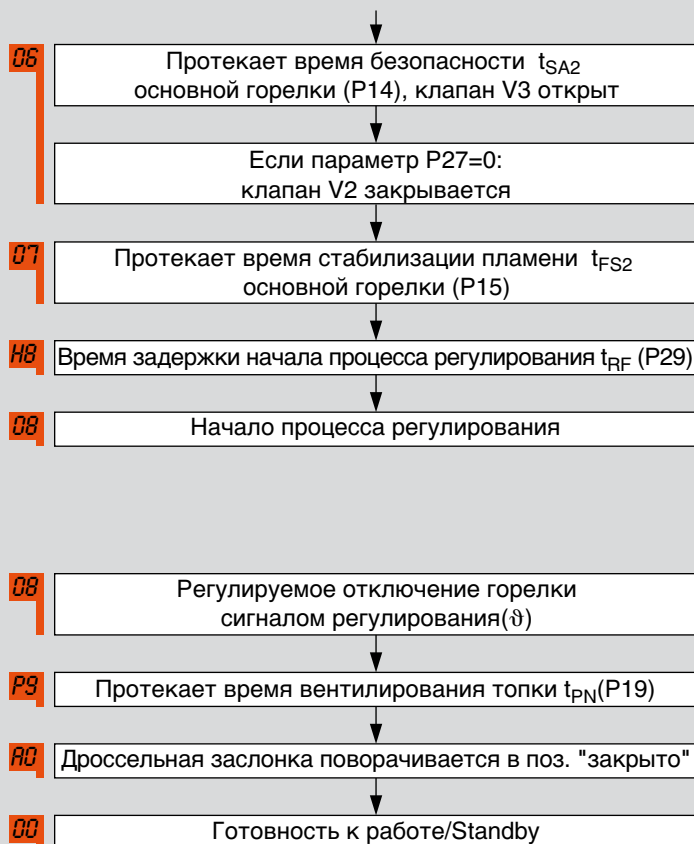 06
Протекает время безопасности tSA2
основной горелки (P14), клапан V3 открыт
Если параметр P27=0:
клапан V2 закрывается
07
Протекает время стабилизации пламени tFS2
основной горелки (P15)
H8
Время задержки начала процесса регулирования tRF (P29)
08
Начало процесса регулирования
08
Регулируемое отключение горелки
сигналом регулирования(ϑ)
P9
Протекает время вентилирования топки tPN(P19)
A0
Дроссельная заслонка поворачивается в поз. "закрыто"
00
Готовность к работе/Standby